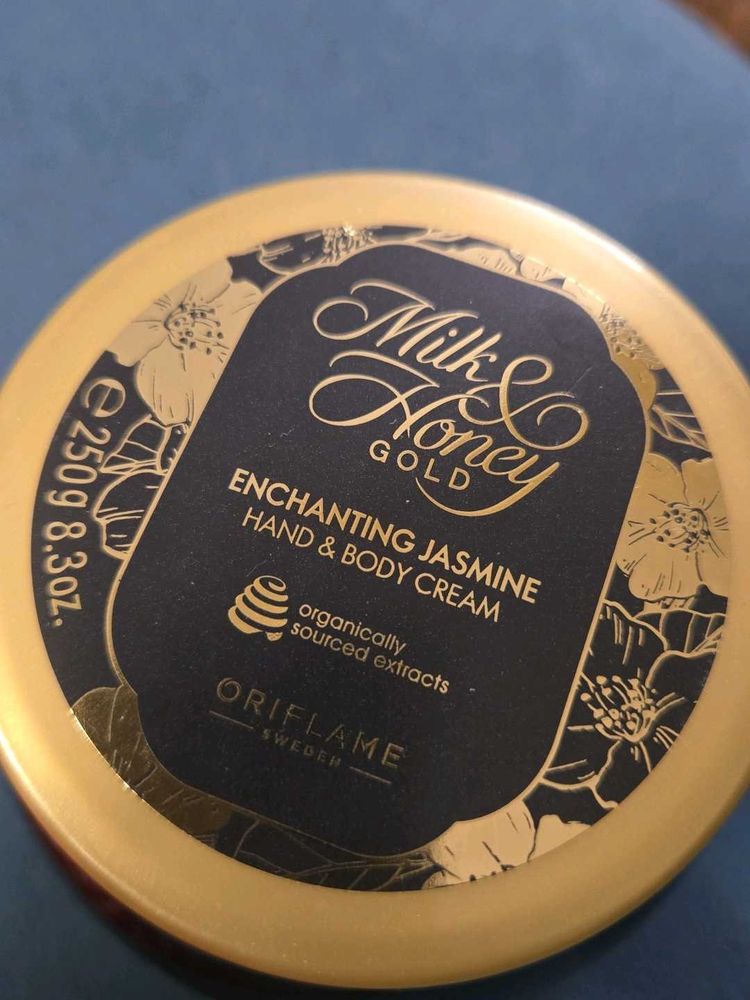 Milk &
Honey
GOLD
ENCHANTING JASMINE
HAND & BODY CREAM
organically
sourced extracts
ORIFLAME
SWEDEN
℮ 250g 8.3oz.